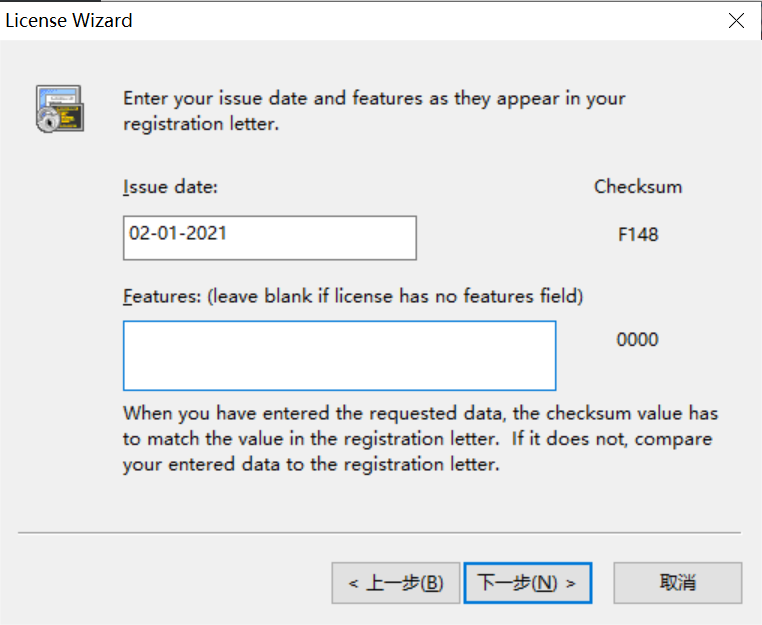 License Wizard
Enter your issue date and features as they appear in your
registration letter.
Issue date:
Checksum
02-01-2021
F148
Features: (leave blank if license has no features field)
0000
When you have entered the requested data, the checksum value has
to match the value in the registration letter.  If it does not, compare
your entered data to the registration letter.
< 上一步(B)
下一步(N) >
取消